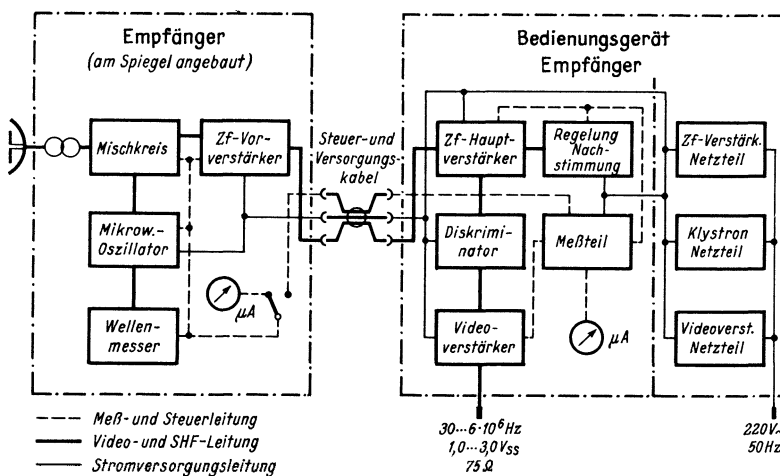 Empfänger
(am Spiegel angebaut)
Mischkreis
Zf-Vor-
verstärker
Mikrow.-
Oszillator
Wellen-
messer
µA
Steuer- und
Versorgungs-
kabel
Bedienungsgerät
Empfänger
Zf-Haupt-
verstärker
Regelung
Nach-
stimmung
Diskrimi-
nator
Meßteil
Video-
verstärker
µA
Zf-Verstärk.
Netzteil
Klystron
Netzteil
Videoverst.
Netzteil
Meß- und Steuerleitung
Video- und SHF-Leitung
Stromversorgungsleitung
30...6·10⁶Hz
1,0...3,0Vss
75 Ω
220V~
50Hz